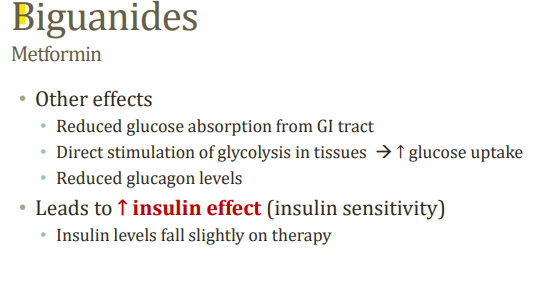 Biguanides
Metformin
• Other effects
• Reduced glucose absorption from GI tract
• Direct stimulation of glycolysis in tissues → ↑ glucose uptake
• Reduced glucagon levels
• Leads to ↑ insulin effect (insulin sensitivity)
• Insulin levels fall slightly on therapy